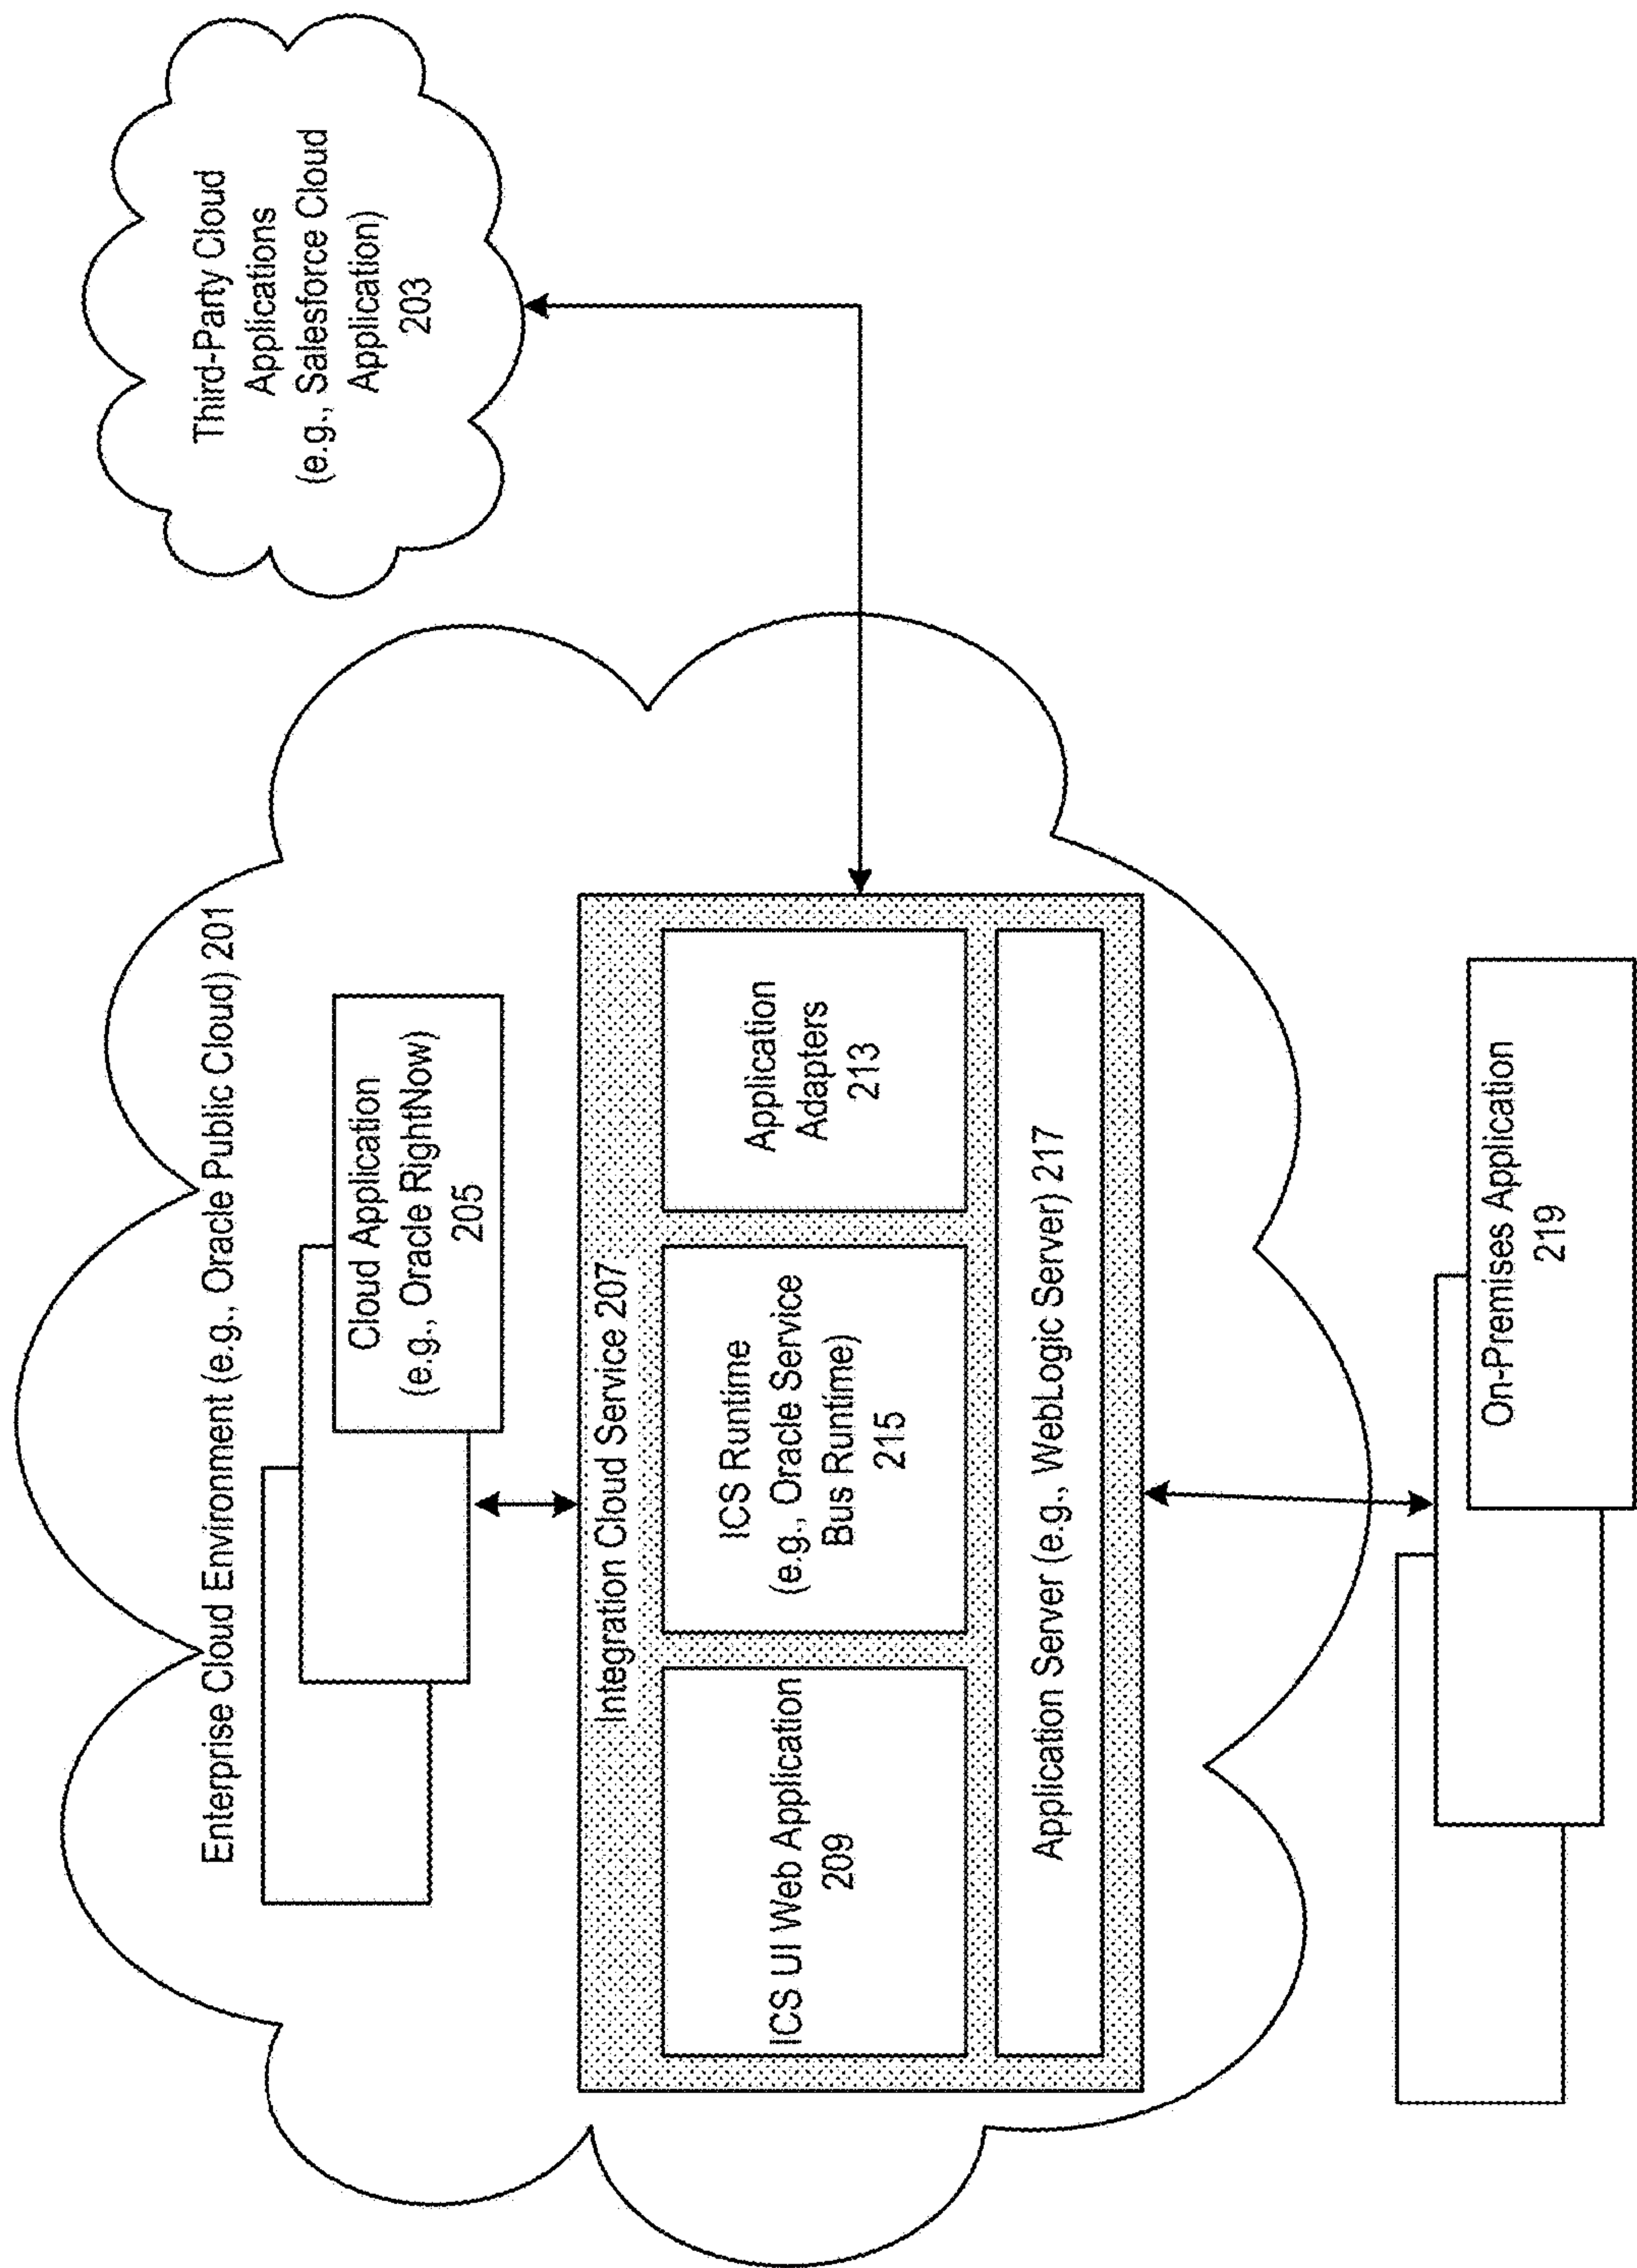 Enterprise Cloud Environment (e.g., Oracle Public Cloud) 201
Third-Party Cloud
Applications
(e.g., Salesforce Cloud
Application)
203
Cloud Application
(e.g., Oracle RightNow)
205
Integration Cloud Service 207
ICS UI Web Application
209
ICS Runtime
(e.g., Oracle Service
Bus Runtime)
215
Application
Adapters
213
Application Server (e.g., WebLogic Server) 217
On-Premises Application
219